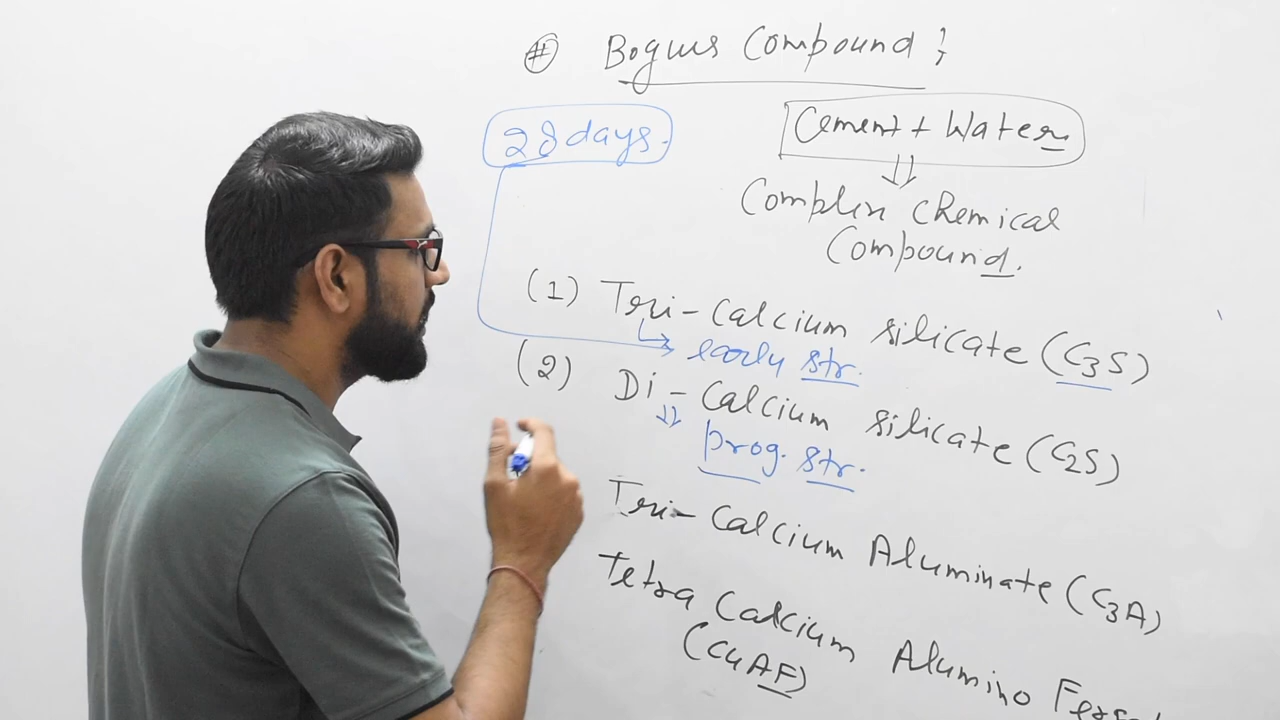 # Bogus Compound ;
28 days.
Cement + Water
Complex Chemical
Compound.
(1) Tri-Calcium silicate (C3S)
early str.
(2) Di-Calcium silicate (C2S)
prog. str.
Tri-Calcium Aluminate (C3A)
Tetra Calcium Alumino
(C4AF)